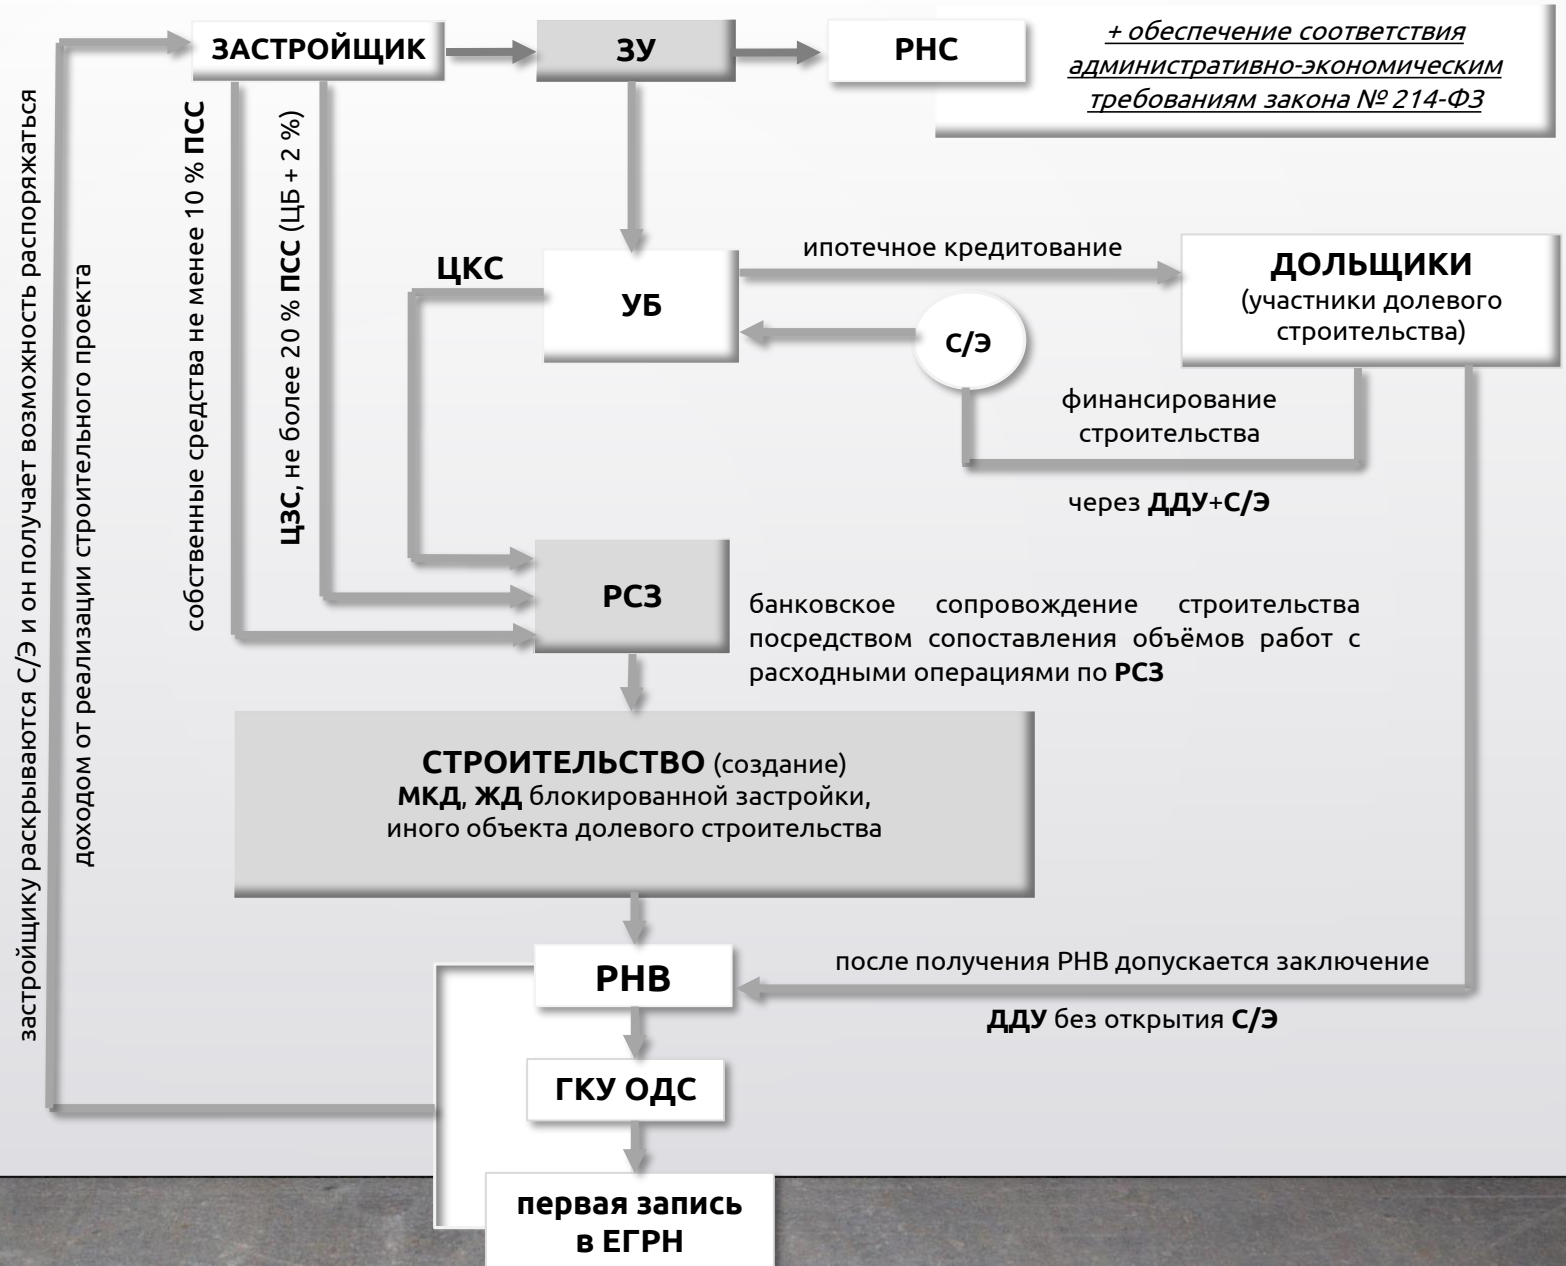 ЗАСТРОЙЩИК
ЗУ
РНС
+ обеспечение соответствия
административно-экономическим
требованиям закона № 214-ФЗ
застройщику раскрываются С/Э и он получает возможность распоряжаться
доходом от реализации строительного проекта
собственные средства не менее 10 % ПСС
ЦЗС, не более 20 % ПСС (ЦБ + 2 %)
ЦКС
УБ
ипотечное кредитование
ДОЛЬЩИКИ
(участники долевого
строительства)
С/Э
финансирование
строительства
через ДДУ+С/Э
РСЗ
банковское сопровождение строительства
посредством сопоставления объёмов работ с
расходными операциями по РСЗ
СТРОИТЕЛЬСТВО (создание)
МКД, ЖД блокированной застройки,
иного объекта долевого строительства
РНВ
после получения РНВ допускается заключение
ДДУ без открытия С/Э
ГКУ ОДС
первая запись
в ЕГРН